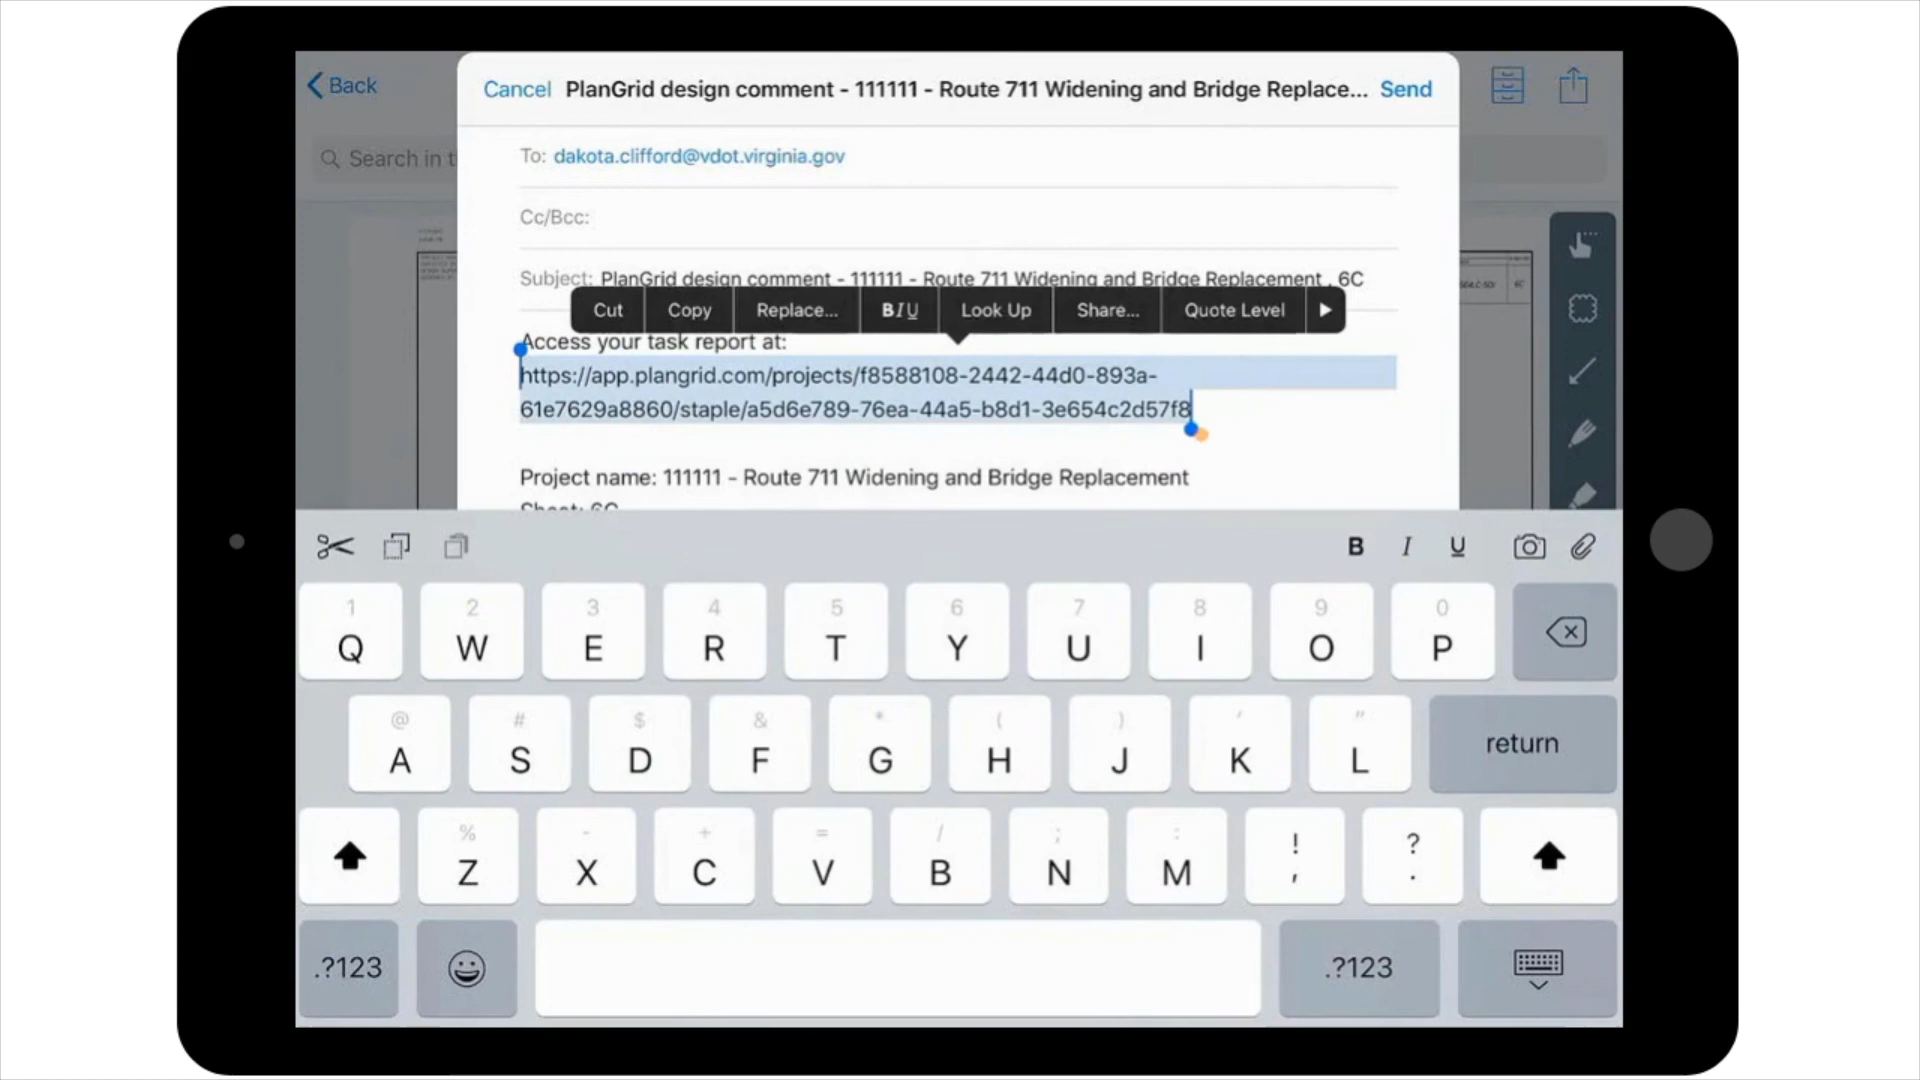 Back
Cancel PlanGrid design comment - 111111 - Route 711 Widening and Bridge Replace... Send
Search in t
To: dakota.clifford@vdot.virginia.gov
Cc/Bcc:
Subject: PlanGrid design comment - 111111 - Route 711 Widening and Bridge Replacement , 6C
Cut Copy Replace... BIU Look Up Share... Quote Level
Access your task report at:
https://app.plangrid.com/projects/f8588108-2442-44d0-893a-
61e7629a8860/staple/a5d6e789-76ea-44a5-b8d1-3e654c2d57f8
Project name: 111111 - Route 711 Widening and Bridge Replacement
Sheet: 6C
B I U
1 2 3 4 5 6 7 8 9 0
Q W E R T Y U I O P
@ # $ & * ( ) ' "
A S D F G H J K L return
% - + = / ; : ! ?
Z X C V B N M , .
.?123 .?123